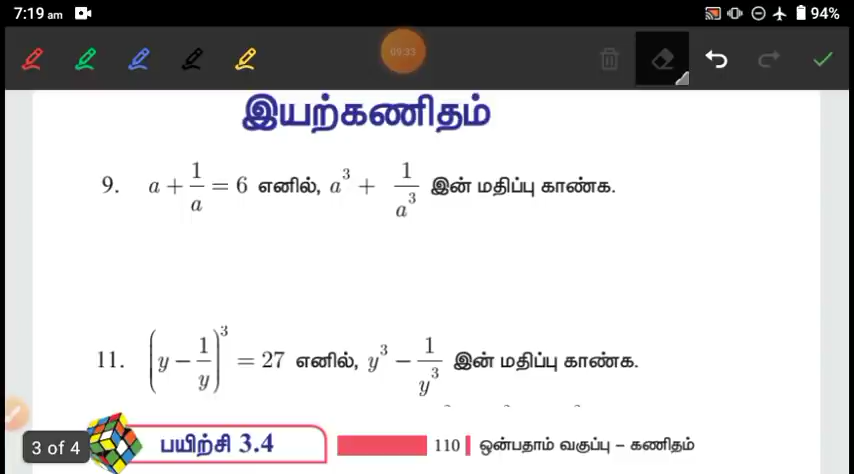 7:19 am 94%
09:33
இயற்கணிதம்
9. a + 1/a = 6 எனில், a³ + 1/a³ இன் மதிப்பு காண்க.
11. (y − 1/y)³ = 27 எனில், y³ − 1/y³ இன் மதிப்பு காண்க.
3 of 4 பயிற்சி 3.4 110 ஒன்பதாம் வகுப்பு – கணிதம்